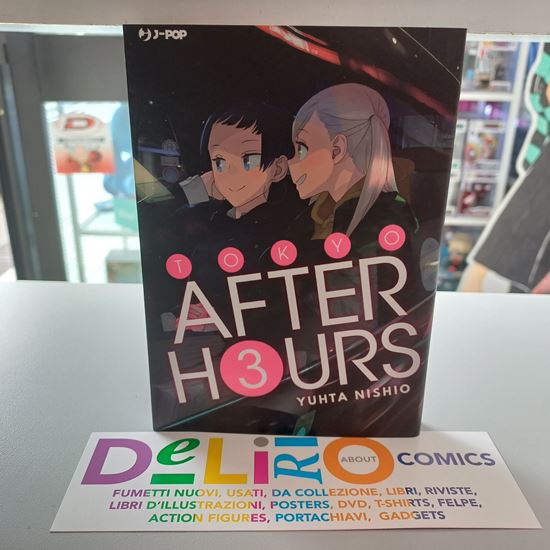 J-POP
TOKYO
AFTER
H3URS
YUHTA NISHIO
DeLiRiO ABOUT COMICS
FUMETTI NUOVI, USATI, DA COLLEZIONE, LIBRI, RIVISTE,
LIBRI D'ILLUSTRAZIONI, POSTERS, DVD, T-SHIRTS, FELPE,
ACTION FIGURES, PORTACHIAVI, GADGETS